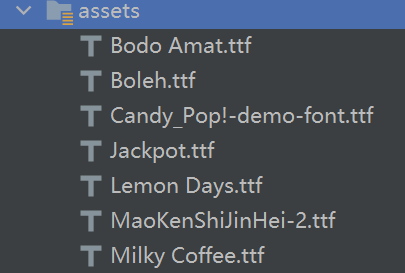 assets
Bodo Amat.ttf
Boleh.ttf
Candy_Pop!-demo-font.ttf
Jackpot.ttf
Lemon Days.ttf
MaoKenShiJinHei-2.ttf
Milky Coffee.ttf